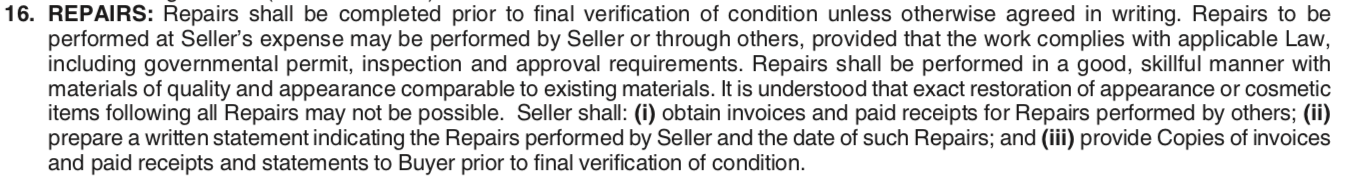 16. REPAIRS: Repairs shall be completed prior to final verification of condition unless otherwise agreed in writing. Repairs to be
performed at Seller's expense may be performed by Seller or through others, provided that the work complies with applicable Law,
including governmental permit, inspection and approval requirements. Repairs shall be performed in a good, skillful manner with
materials of quality and appearance comparable to existing materials. It is understood that exact restoration of appearance or cosmetic
items following all Repairs may not be possible. Seller shall: (i) obtain invoices and paid receipts for Repairs performed by others; (ii)
prepare a written statement indicating the Repairs performed by Seller and the date of such Repairs; and (iii) provide Copies of invoices
and paid receipts and statements to Buyer prior to final verification of condition.